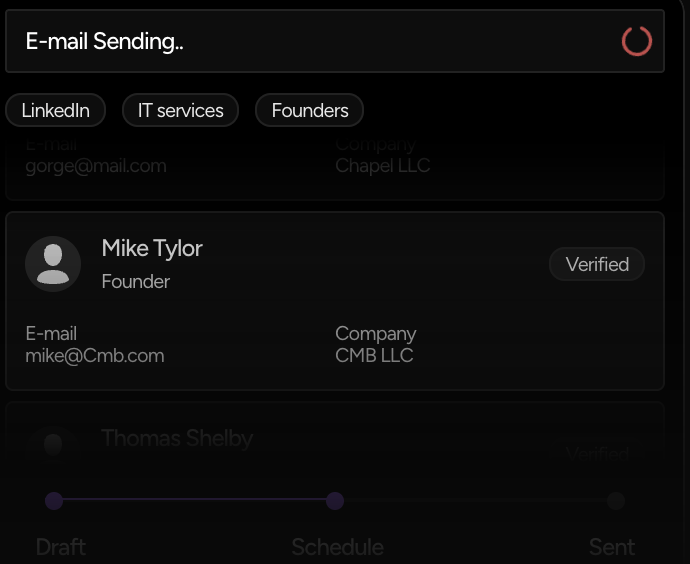 E-mail Sending..
LinkedIn IT services Founders
E-mail Company
gorge@mail.com Chapel LLC
Mike Tylor
Founder
Verified
E-mail Company
mike@Cmb.com CMB LLC
Thomas Shelby
Verified
Draft Schedule Sent